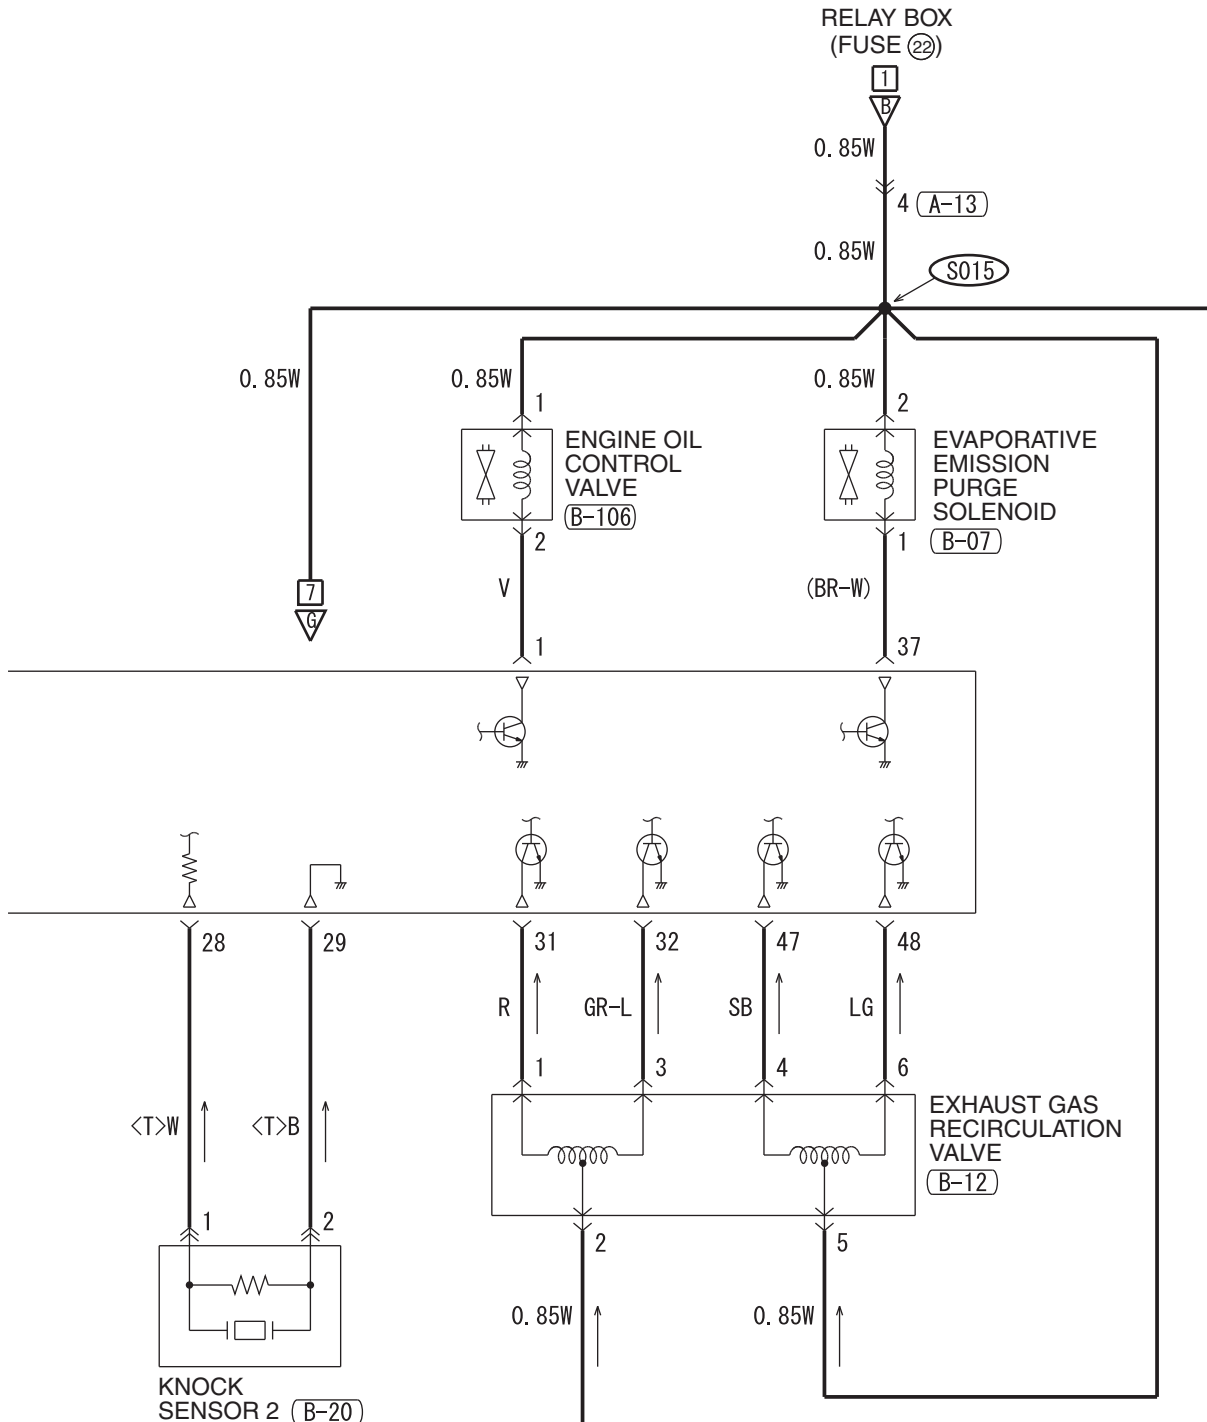 RELAY BOX
(FUSE 22)
1
B
0.85W
4 A-13
0.85W
S015
0.85W
0.85W
0.85W
1
2
ENGINE OIL
CONTROL
VALVE
B-106
EVAPORATIVE
EMISSION
PURGE
SOLENOID
B-07
2
1
7
G
V
(BR-W)
1
37
28
29
31
32
47
48
R
GR-L
SB
LG
1
3
4
6
<T>W
<T>B
EXHAUST GAS
RECIRCULATION
VALVE
B-12
1
2
2
5
0.85W
0.85W
KNOCK
SENSOR 2 B-20